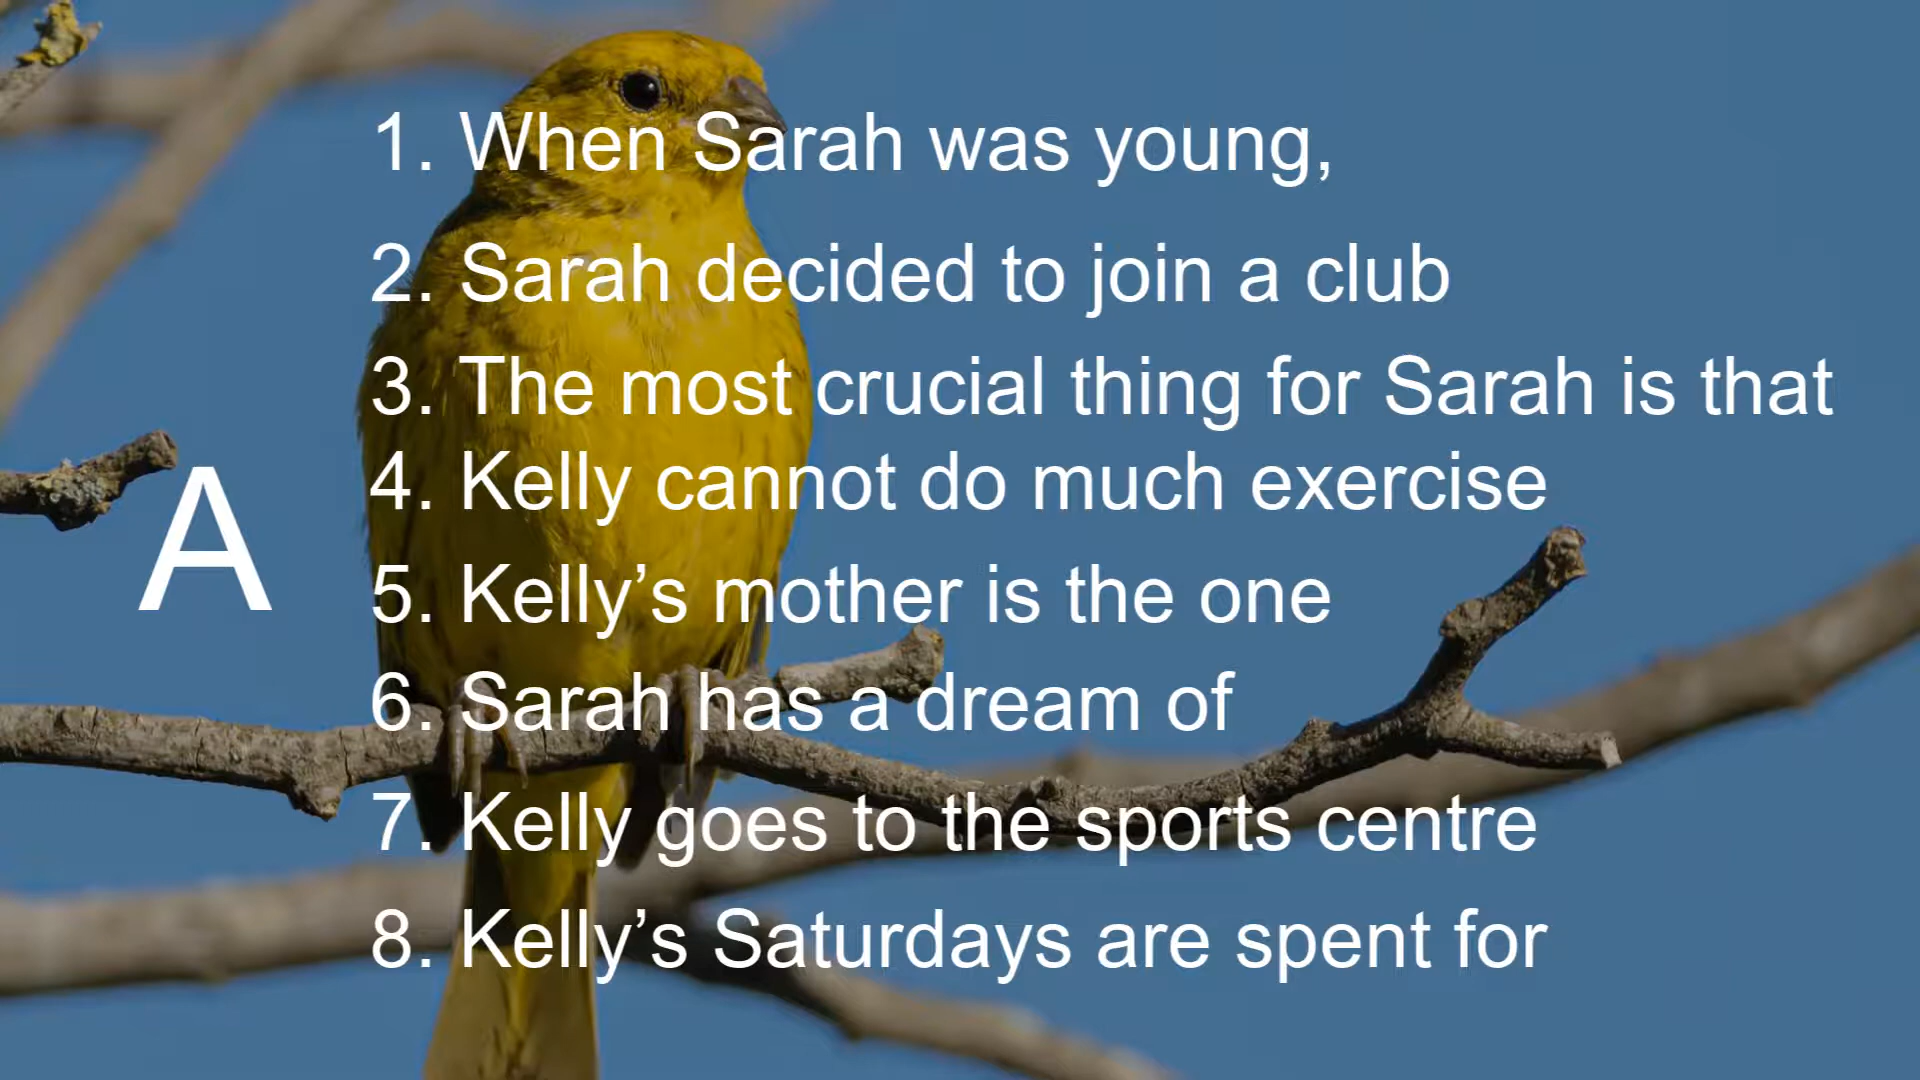 1. When Sarah was young,
2. Sarah decided to join a club
3. The most crucial thing for Sarah is that
4. Kelly cannot do much exercise
A
5. Kelly’s mother is the one
6. Sarah has a dream of
7. Kelly goes to the sports centre
8. Kelly’s Saturdays are spent for